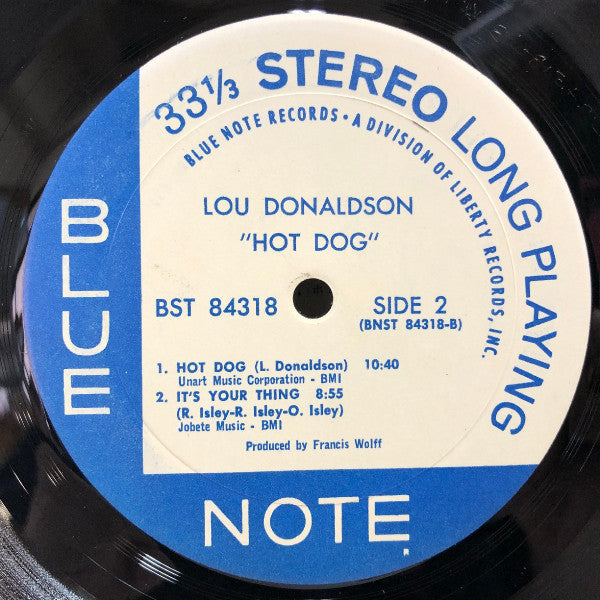 33⅓ STEREO LONG PLAYING
BLUE NOTE RECORDS • A DIVISION OF LIBERTY RECORDS, INC.
LOU DONALDSON
"HOT DOG"
BST 84318
SIDE 2
(BNST 84318-B)
1. HOT DOG (L. Donaldson) 10:40
Unart Music Corporation - BMI
2. IT'S YOUR THING 8:55
(R. Isley-R. Isley-O. Isley)
Jobete Music - BMI
Produced by Francis Wolff
BLUE
NOTE